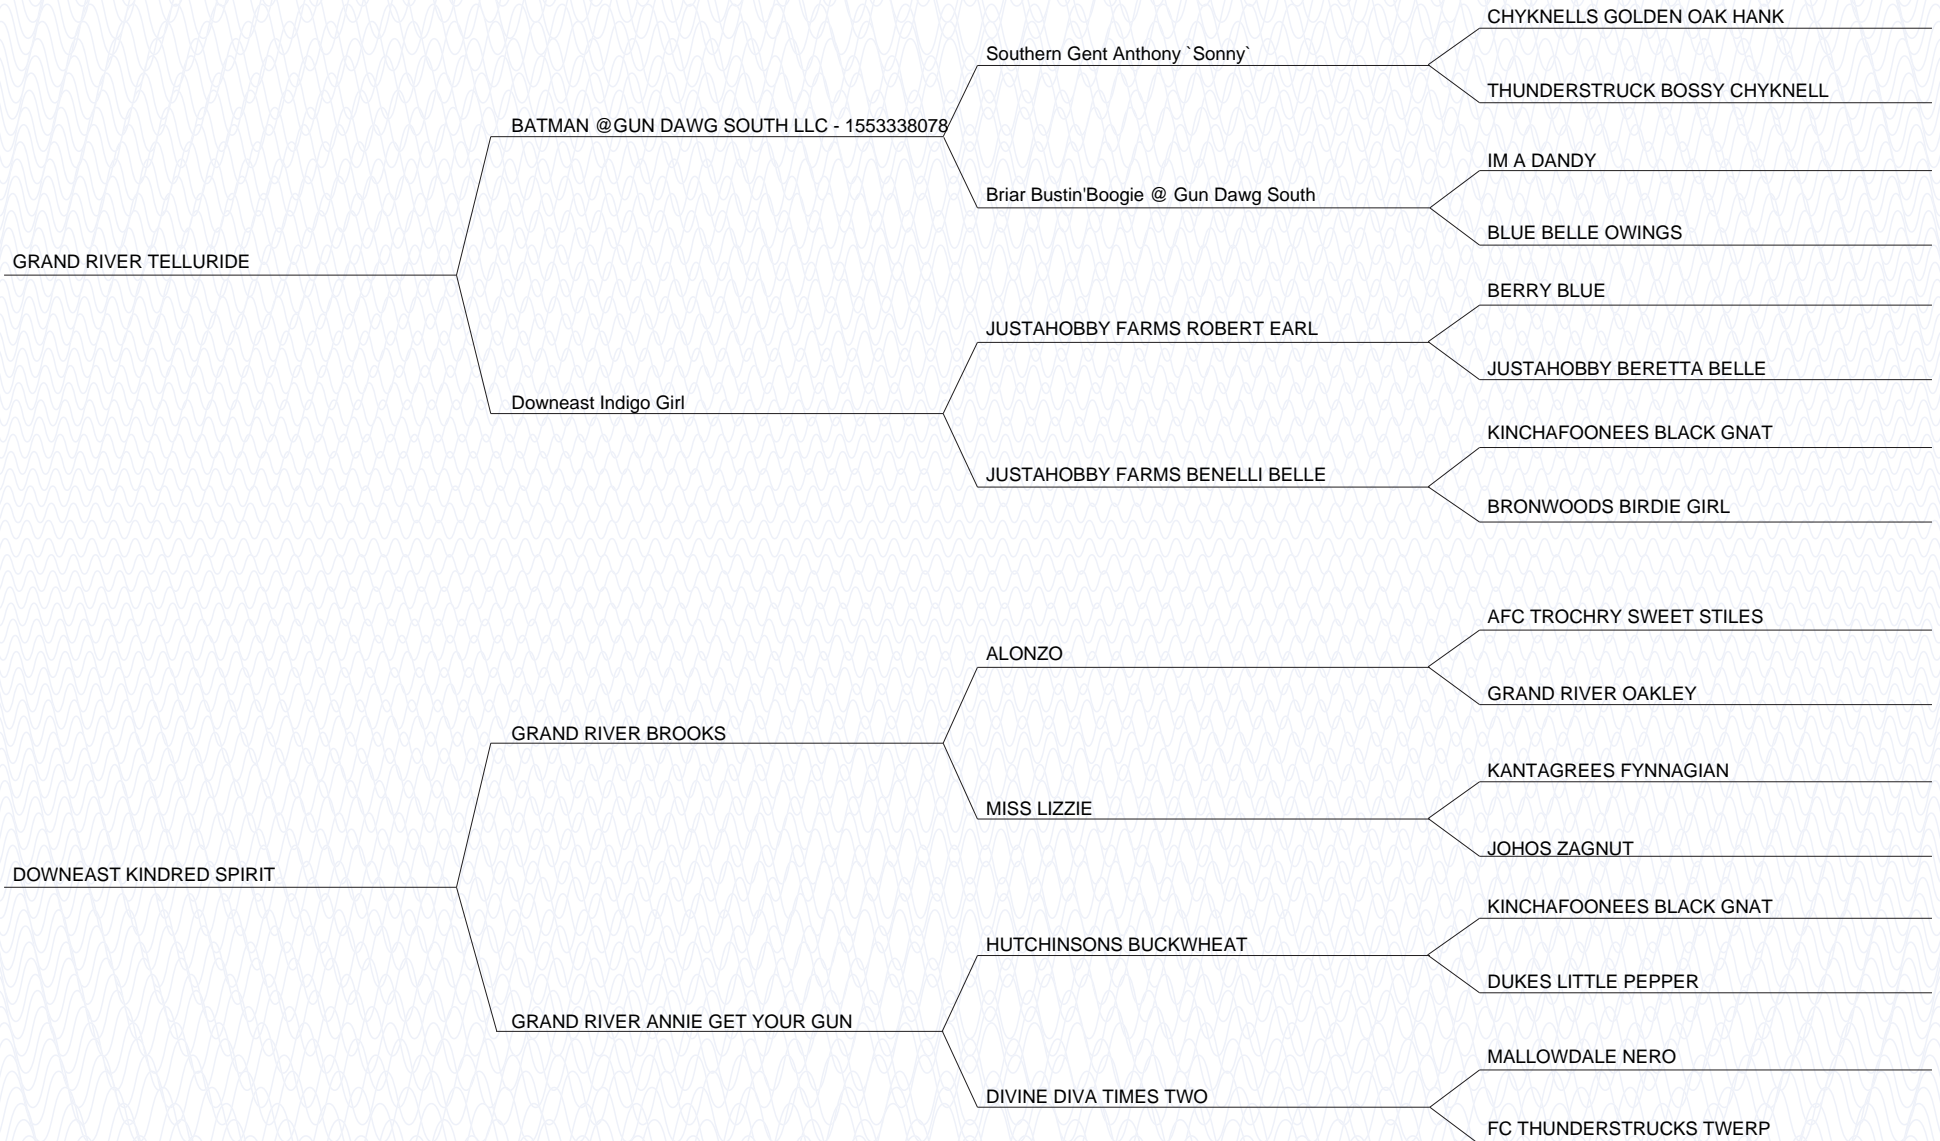 CHYKNELLS GOLDEN OAK HANK
Southern Gent Anthony `Sonny`
THUNDERSTRUCK BOSSY CHYKNELL
BATMAN @GUN DAWG SOUTH LLC - 1553338078
IM A DANDY
Briar Bustin'Boogie @ Gun Dawg South
BLUE BELLE OWINGS
GRAND RIVER TELLURIDE
BERRY BLUE
JUSTAHOBBY FARMS ROBERT EARL
JUSTAHOBBY BERETTA BELLE
Downeast Indigo Girl
KINCHAFOONEES BLACK GNAT
JUSTAHOBBY FARMS BENELLI BELLE
BRONWOODS BIRDIE GIRL
AFC TROCHRY SWEET STILES
ALONZO
GRAND RIVER OAKLEY
GRAND RIVER BROOKS
KANTAGREES FYNNAGIAN
MISS LIZZIE
JOHOS ZAGNUT
DOWNEAST KINDRED SPIRIT
KINCHAFOONEES BLACK GNAT
HUTCHINSONS BUCKWHEAT
DUKES LITTLE PEPPER
GRAND RIVER ANNIE GET YOUR GUN
MALLOWDALE NERO
DIVINE DIVA TIMES TWO
FC THUNDERSTRUCKS TWERP